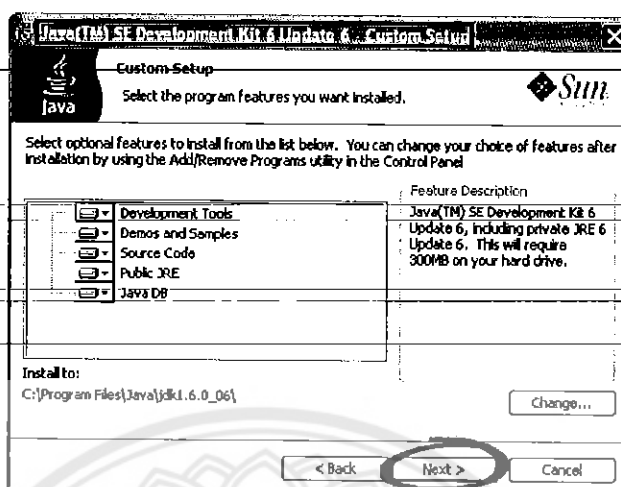 Java(TM) SE Development Kit 6 Update 6 - Custom Setup
Java
Custom Setup
Select the program features you want installed.
Sun
Select optional features to install from the list below. You can change your choice of features after
installation by using the Add/Remove Programs utility in the Control Panel
Development Tools
Demos and Samples
Source Code
Public JRE
Java DB
Feature Description
Java(TM) SE Development Kit 6
Update 6, including private JRE 6
Update 6. This will require
300MB on your hard drive.
Install to:
C:\Program Files\Java\jdk1.6.0_06\
Change...
< Back
Next >
Cancel